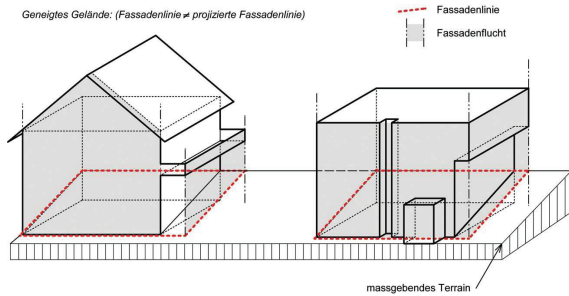 Geneigtes Gelände: (Fassadenlinie ≠ projizierte Fassadenlinie)
Fassadenlinie
Fassadenflucht
massgebendes Terrain